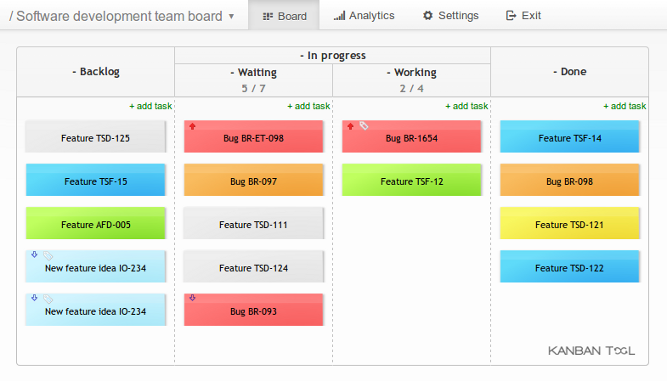 / Software development team board ▾ Board Analytics Settings Exit
- In progress
- Backlog - Waiting - Working - Done
5 / 7 2 / 4
+ add task + add task + add task + add task
Feature TSD-125 Bug BR-ET-098 Bug BR-1654 Feature TSF-14
Feature TSF-15 Bug BR-097 Feature TSF-12 Bug BR-098
Feature AFD-005 Feature TSD-111 Feature TSD-121
New feature idea IO-234 Feature TSD-124 Feature TSD-122
New feature idea IO-234 Bug BR-093
KANBAN TOOL